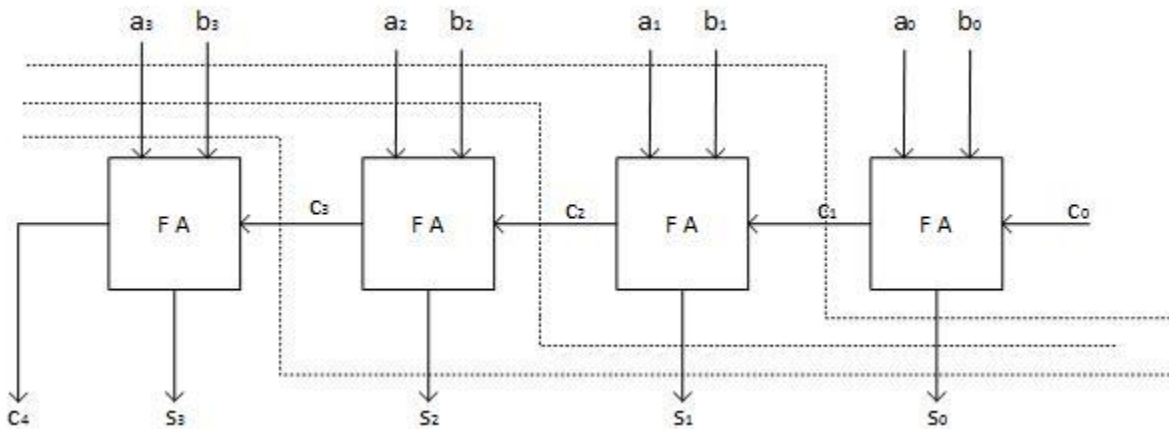 a₃ b₃ a₂ b₂ a₁ b₁ a₀ b₀
F A c₃ F A c₂ F A c₁ F A c₀
c₄ s₃ s₂ s₁ s₀